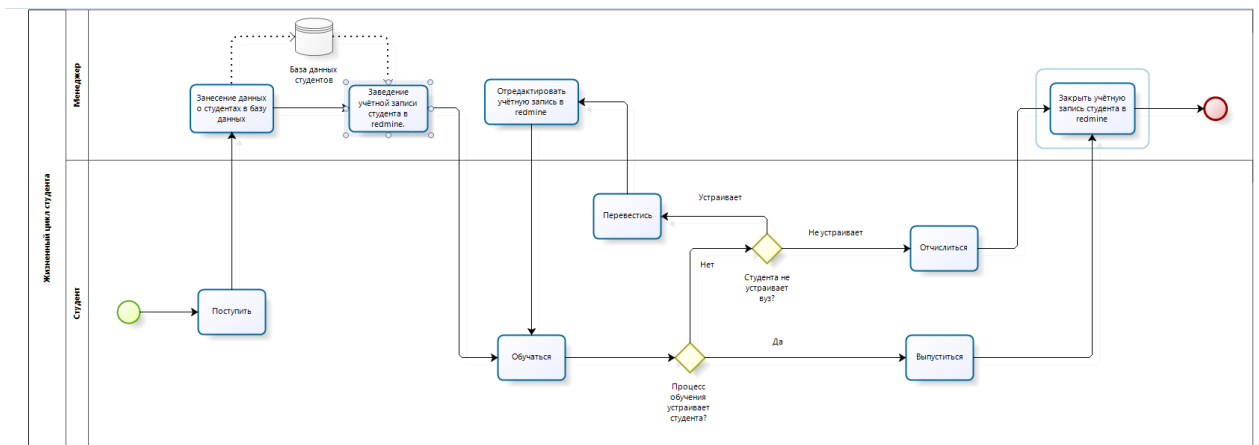 Жизненный цикл студента
Менеджер
База данных
студентов
Занесение данных
о студентах в базу
данных
Заведение
учётной записи
студента в
redmine.
Отредактировать
учётную запись в
redmine
Закрыть учётную
запись студента в
redmine
Студент
Поступить
Обучаться
Процесс
обучения
устраивает
студента?
Нет
Да
Студента не
устраивает
вуз?
Устраивает
Не устраивает
Перевестись
Отчислиться
Выпуститься